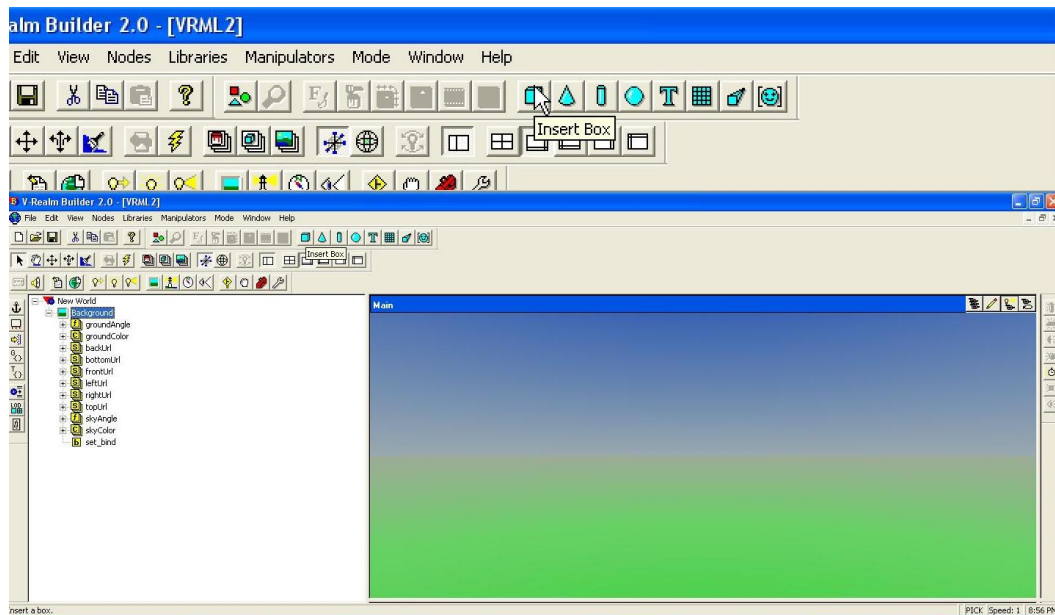 alm Builder 2.0 - [VRML2]
Edit View Nodes Libraries Manipulators Mode Window Help
T
Insert Box
V-Realm Builder 2.0 - [VRML2]
File Edit View Nodes Libraries Manipulators Mode Window Help
T
Insert Box
New World
Background
groundAngle
groundColor
backUrl
bottomUrl
frontUrl
leftUrl
rightUrl
topUrl
skyAngle
skyColor
set_bind
Main
nsert a box.
PICK Speed: 1 8:56 PM